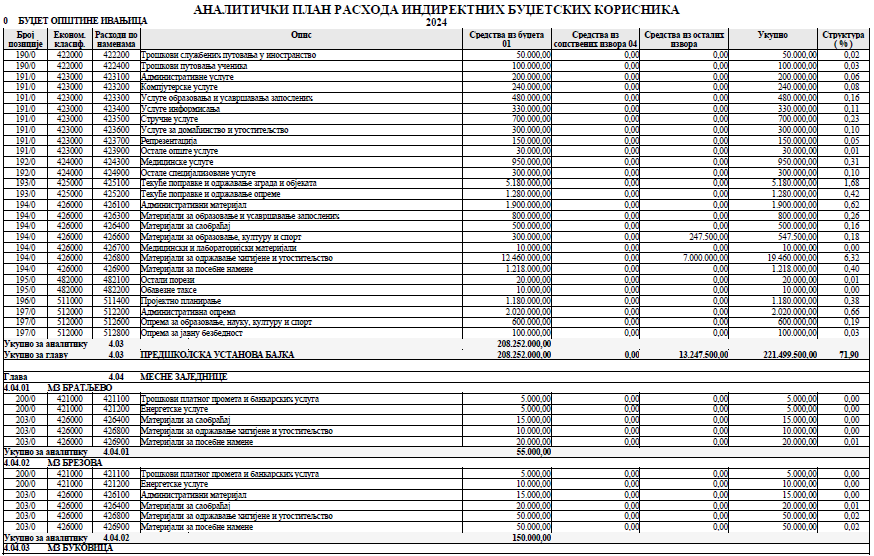 АНАЛИТИЧКИ ПЛАН РАСХОДА ИНДИРЕКТНИХ БУЏЕТСКИХ КОРИСНИКА
0 БУЏЕТ ОПШТИНЕ ИВАЊИЦА 2024
Број позиције Економ. класиф. Расходи по наменама Опис Средства из буџета 01 Средства из сопствених извора 04 Средства из осталих извора Укупно Структура ( % )
190/0 422000 422200 Трошкови службених путовања у иностранство 50.000,00 0,00 0,00 50.000,00 0,02
190/0 422000 422400 Трошкови путовања ученика 100.000,00 0,00 0,00 100.000,00 0,03
191/0 423000 423100 Административне услуге 200.000,00 0,00 0,00 200.000,00 0,06
191/0 423000 423200 Компјутерске услуге 240.000,00 0,00 0,00 240.000,00 0,08
191/0 423000 423300 Услуге образовања и усавршавања запослених 480.000,00 0,00 0,00 480.000,00 0,16
191/0 423000 423400 Услуге информисања 330.000,00 0,00 0,00 330.000,00 0,11
191/0 423000 423500 Стручне услуге 700.000,00 0,00 0,00 700.000,00 0,23
191/0 423000 423600 Услуге за домаћинство и угоститељство 300.000,00 0,00 0,00 300.000,00 0,10
191/0 423000 423700 Репрезентација 150.000,00 0,00 0,00 150.000,00 0,05
191/0 423000 423900 Остале опште услуге 30.000,00 0,00 0,00 30.000,00 0,01
192/0 424000 424300 Медицинске услуге 950.000,00 0,00 0,00 950.000,00 0,31
192/0 424000 424900 Остале специјализоване услуге 300.000,00 0,00 0,00 300.000,00 0,10
193/0 425000 425100 Текуће поправке и одржавање зграда и објеката 5.180.000,00 0,00 0,00 5.180.000,00 1,68
193/0 425000 425200 Текуће поправке и одржавање опреме 1.280.000,00 0,00 0,00 1.280.000,00 0,42
194/0 426000 426100 Административни материјал 1.900.000,00 0,00 0,00 1.900.000,00 0,62
194/0 426000 426300 Материјали за образовање и усавршавање запослених 800.000,00 0,00 0,00 800.000,00 0,26
194/0 426000 426400 Материјали за саобраћај 500.000,00 0,00 0,00 500.000,00 0,16
194/0 426000 426600 Материјали за образовање, културу и спорт 300.000,00 0,00 247.500,00 547.500,00 0,18
194/0 426000 426700 Медицински и лабораторијски материјали 10.000,00 0,00 0,00 10.000,00 0,00
194/0 426000 426800 Материјали за одржавање хигијене и угоститељство 12.460.000,00 0,00 7.000.000,00 19.460.000,00 6,32
194/0 426000 426900 Материјали за посебне намене 1.218.000,00 0,00 0,00 1.218.000,00 0,40
195/0 482000 482100 Остали порези 20.000,00 0,00 0,00 20.000,00 0,01
195/0 482000 482200 Обавезне таксе 10.000,00 0,00 0,00 10.000,00 0,00
196/0 511000 511400 Пројектно планирање 1.180.000,00 0,00 0,00 1.180.000,00 0,38
197/0 512000 512200 Административна опрема 2.020.000,00 0,00 0,00 2.020.000,00 0,66
197/0 512000 512600 Опрема за образовање, науку, културу и спорт 600.000,00 0,00 0,00 600.000,00 0,19
197/0 512000 512800 Опрема за јавну безбедност 100.000,00 0,00 0,00 100.000,00 0,03
Укупно за аналитику 4.03 208.252.000,00
Укупно за главу 4.03 ПРЕДШКОЛСКА УСТАНОВА БАЈКА 208.252.000,00 0,00 13.247.500,00 221.499.500,00 71,90
Глава 4.04 МЕСНЕ ЗАЈЕДНИЦЕ
4.04.01 МЗ БРАТЉЕВО
200/0 421000 421100 Трошкови платног промета и банкарских услуга 5.000,00 0,00 0,00 5.000,00 0,00
200/0 421000 421200 Енергетске услуге 5.000,00 0,00 0,00 5.000,00 0,00
203/0 426000 426400 Материјали за саобраћај 15.000,00 0,00 0,00 15.000,00 0,00
203/0 426000 426800 Материјали за одржавање хигијене и угоститељство 10.000,00 0,00 0,00 10.000,00 0,00
203/0 426000 426900 Материјали за посебне намене 20.000,00 0,00 0,00 20.000,00 0,01
Укупно за аналитику 4.04.01 55.000,00
4.04.02 МЗ БРЕЗОВА
200/0 421000 421100 Трошкови платног промета и банкарских услуга 5.000,00 0,00 0,00 5.000,00 0,00
200/0 421000 421200 Енергетске услуге 10.000,00 0,00 0,00 10.000,00 0,00
203/0 426000 426100 Административни материјал 15.000,00 0,00 0,00 15.000,00 0,00
203/0 426000 426400 Материјали за саобраћај 20.000,00 0,00 0,00 20.000,00 0,01
203/0 426000 426800 Материјали за одржавање хигијене и угоститељство 50.000,00 0,00 0,00 50.000,00 0,02
203/0 426000 426900 Материјали за посебне намене 50.000,00 0,00 0,00 50.000,00 0,02
Укупно за аналитику 4.04.02 150.000,00
4.04.03 МЗ БУКОВИЦА